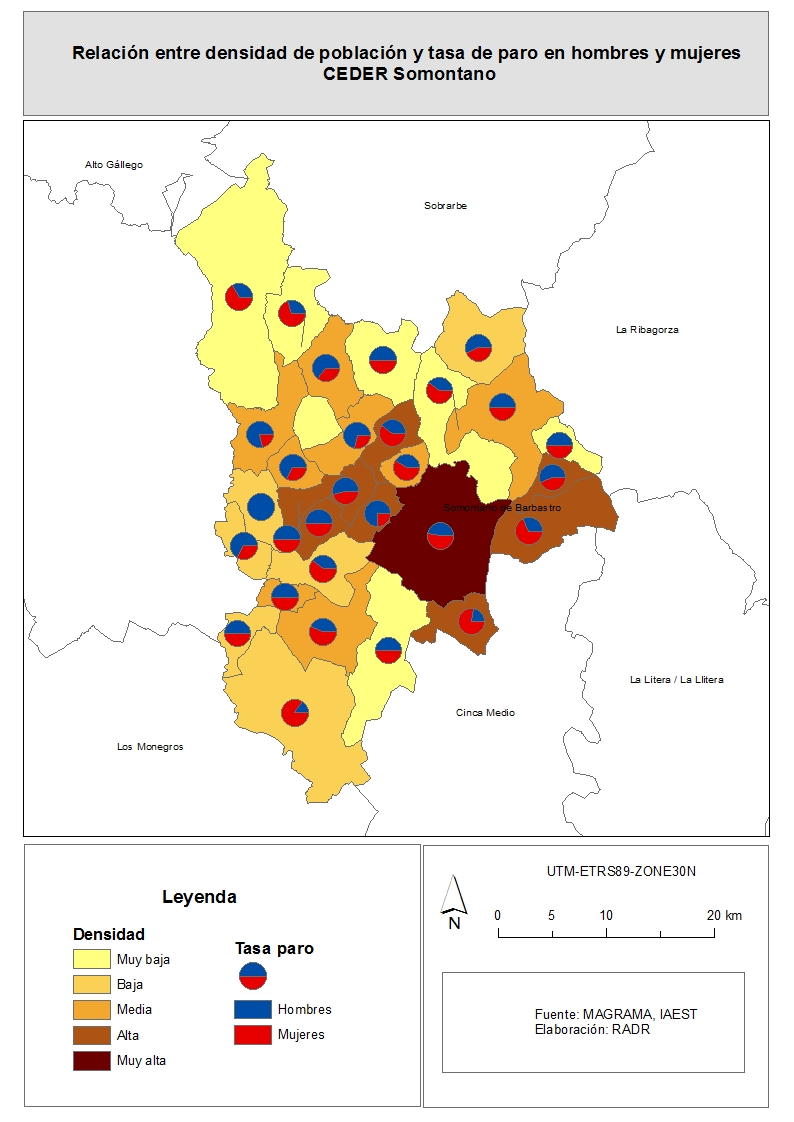 Relación entre densidad de población y tasa de paro en hombres y mujeres
CEDER Somontano
Alto Gállego
Sobrarbe
La Ribagorza
Somontano de Barbastro
La Litera / La Llitera
Cinca Medio
Los Monegros
Leyenda
Densidad
Muy baja
Baja
Media
Alta
Muy alta
Tasa paro
Hombres
Mujeres
UTM-ETRS89-ZONE30N
N
0 5 10 20 km
Fuente: MAGRAMA, IAEST
Elaboración: RADR